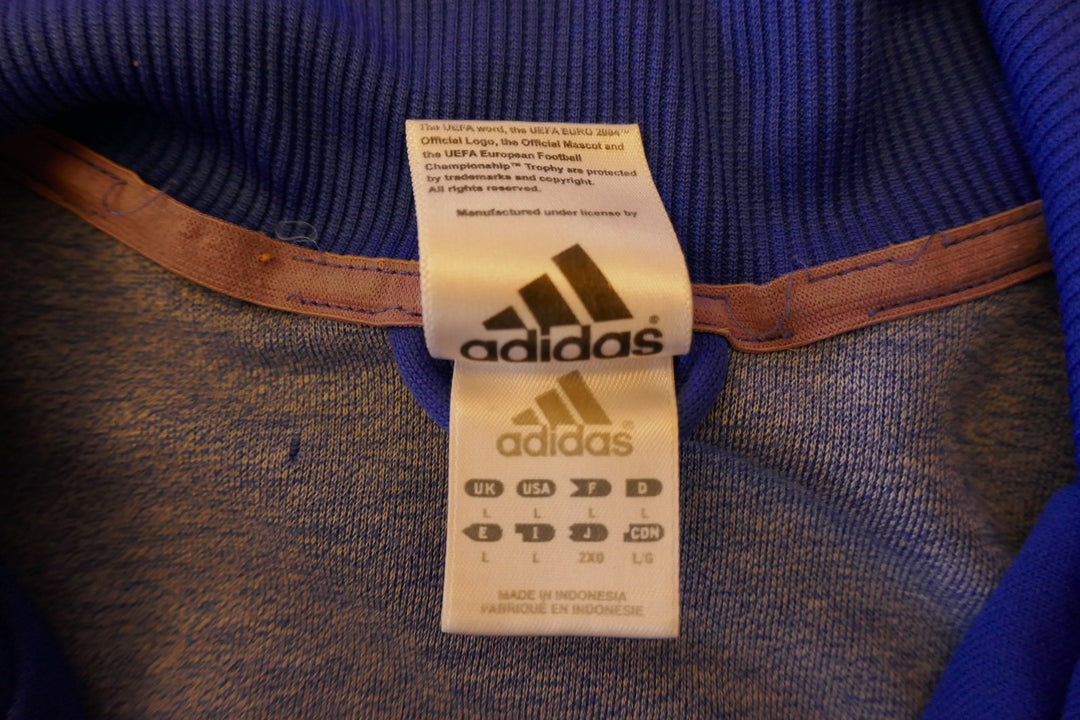 The UEFA word, the UEFA EURO 2004™
Official Logo, the Official Mascot and
the UEFA European Football
Championship™ Trophy are protected
by trademarks and copyright.
All rights reserved.
Manufactured under license by
adidas®
adidas®
UK USA F D
L L L L
E I J CDN
L L 2XO L/G
MADE IN INDONESIA
FABRIQUÉ EN INDONESIE